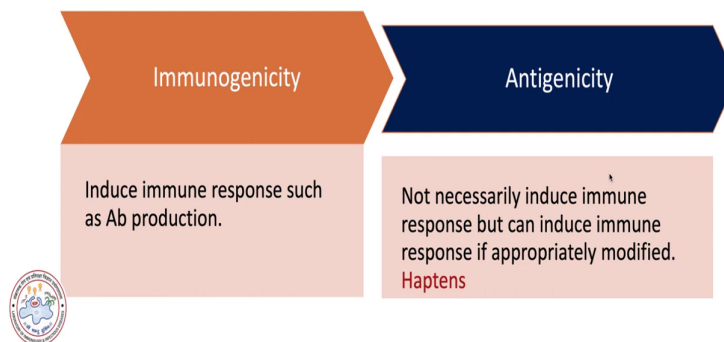 Immunogenicity
Antigenicity
Induce immune response such
as Ab production.
Not necessarily induce immune
response but can induce immune
response if appropriately modified.
Haptens